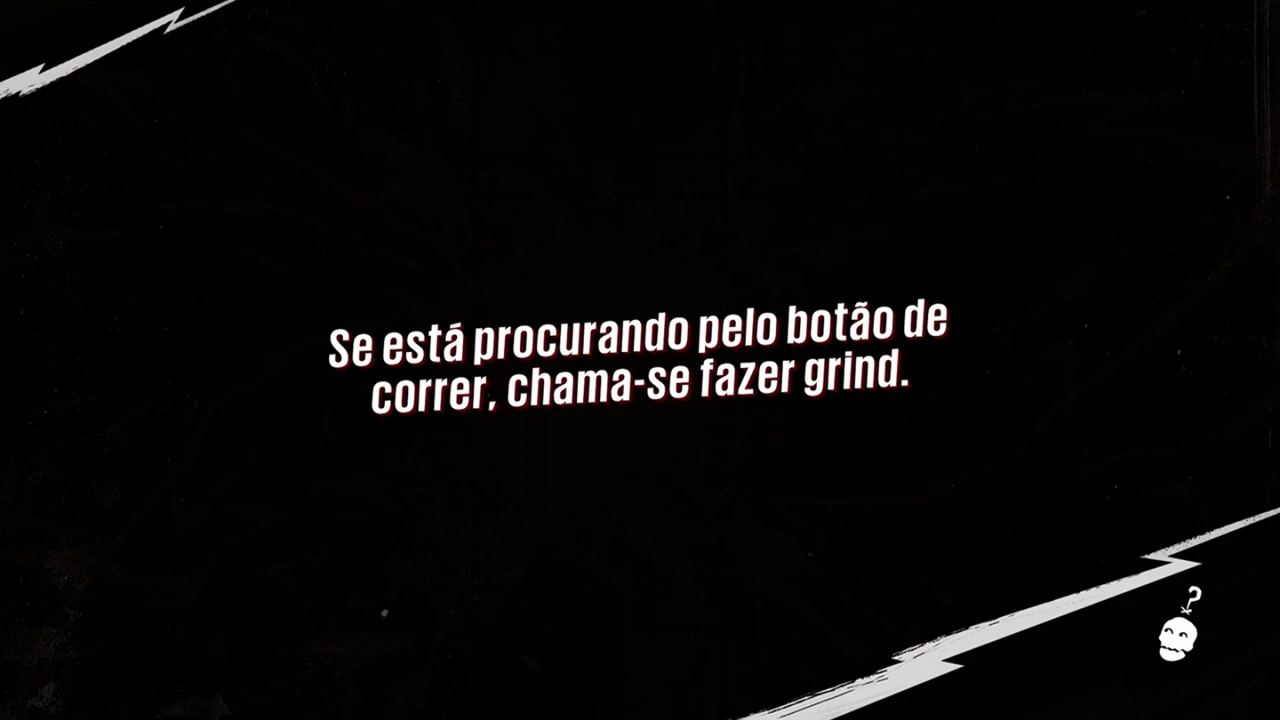 Se está procurando pelo botão de
correr, chama-se fazer grind.